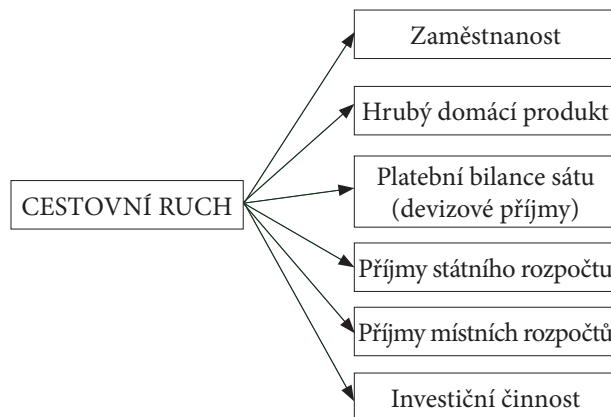 Zaměstnanost
Hrubý domácí produkt
CESTOVNÍ RUCH
Platební bilance sátu
(devizové příjmy)
Příjmy státního rozpočtu
Příjmy místních rozpočtů
Investiční činnost